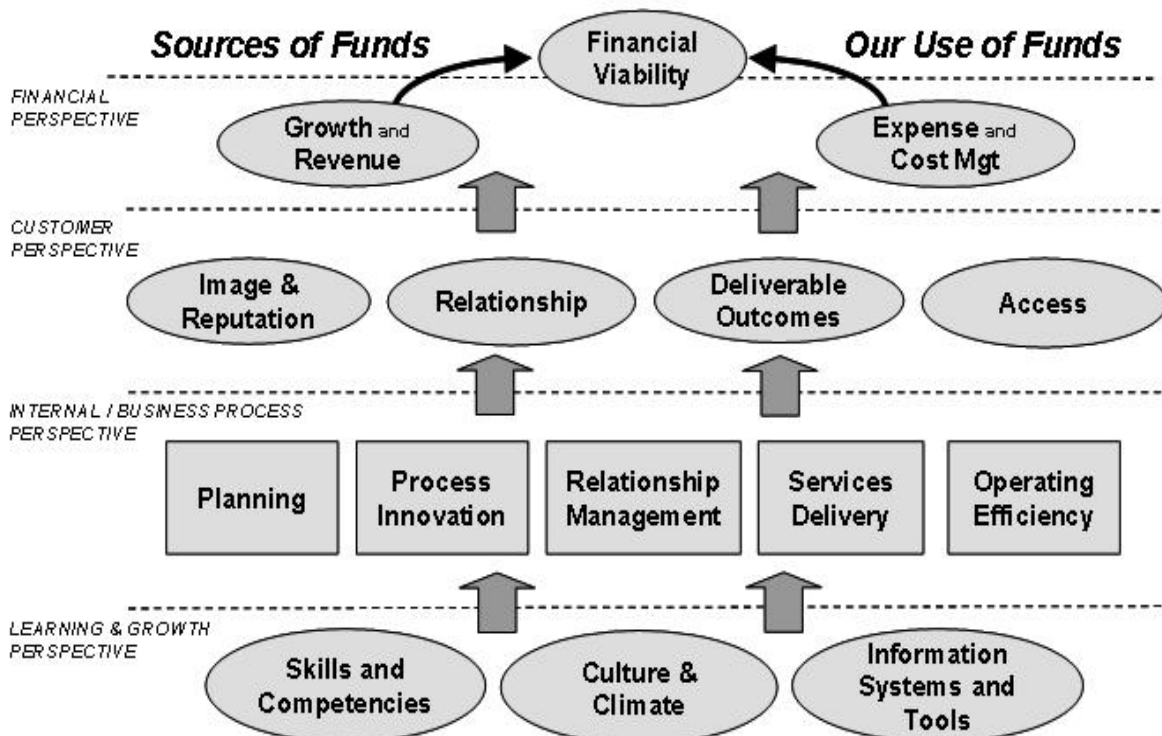 Sources of Funds
Financial
Viability
Our Use of Funds
FINANCIAL
PERSPECTIVE
Growth and
Revenue
Expense and
Cost Mgt
CUSTOMER
PERSPECTIVE
Image &
Reputation
Relationship
Deliverable
Outcomes
Access
INTERNAL / BUSINESS PROCESS
PERSPECTIVE
Planning
Process
Innovation
Relationship
Management
Services
Delivery
Operating
Efficiency
LEARNING & GROWTH
PERSPECTIVE
Skills and
Competencies
Culture &
Climate
Information
Systems and
Tools